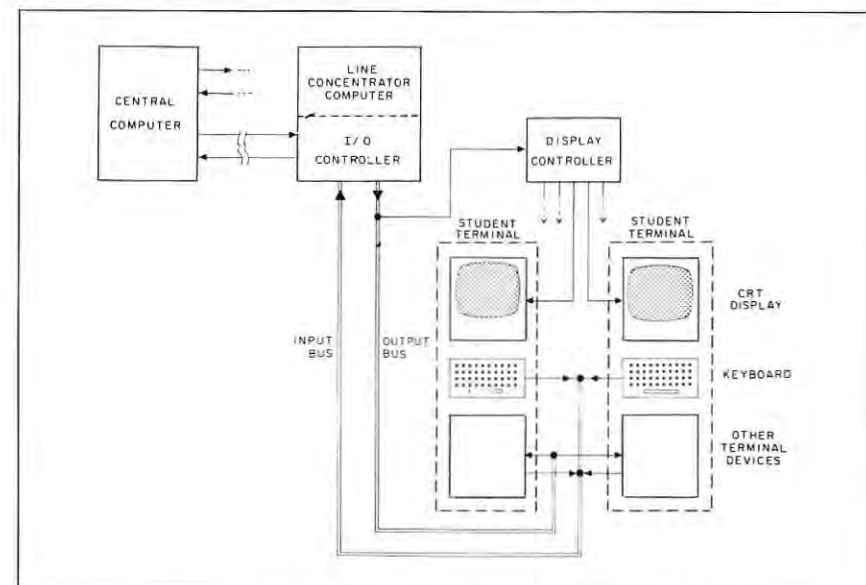 CENTRAL
COMPUTER
LINE
CONCENTRATOR
COMPUTER
I/O
CONTROLLER
DISPLAY
CONTROLLER
STUDENT
TERMINAL
STUDENT
TERMINAL
CRT
DISPLAY
INPUT
BUS
OUTPUT
BUS
KEYBOARD
OTHER
TERMINAL
DEVICES